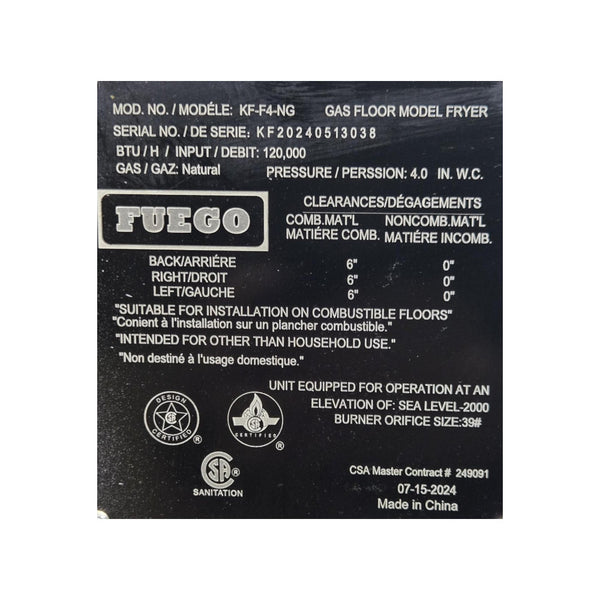 MOD. NO. / MODÉLE: KF-F4-NG GAS FLOOR MODEL FRYER
SERIAL NO. / DE SERIE: KF20240513038
BTU / H / INPUT / DEBIT: 120,000
GAS / GAZ: Natural PRESSURE / PERSSION: 4.0 IN. W.C.
FUEGO
CLEARANCES/DÉGAGEMENTS
COMB.MAT'L NONCOMB.MAT'L
MATIÉRE COMB. MATIÉRE INCOMB.
BACK/ARRIÉRE 6" 0"
RIGHT/DROIT 6" 0"
LEFT/GAUCHE 6" 0"
"SUITABLE FOR INSTALLATION ON COMBUSTIBLE FLOORS"
"Conient à l'installation sur un plancher combustible."
"INTENDED FOR OTHER THAN HOUSEHOLD USE."
"Non destiné à l'usage domestique."
UNIT EQUIPPED FOR OPERATION AT AN
ELEVATION OF: SEA LEVEL-2000
BURNER ORIFICE SIZE:39#
DESIGN CERTIFIED ®
CERTIFIED ®
SA ®
SANITATION
CSA Master Contract # 249091
07-15-2024
Made in China